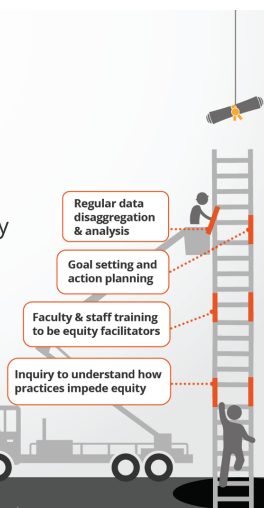 Regular data
disaggregation
& analysis
y
Goal setting and
action planning
Faculty & staff training
to be equity facilitators
Inquiry to understand how
practices impede equity